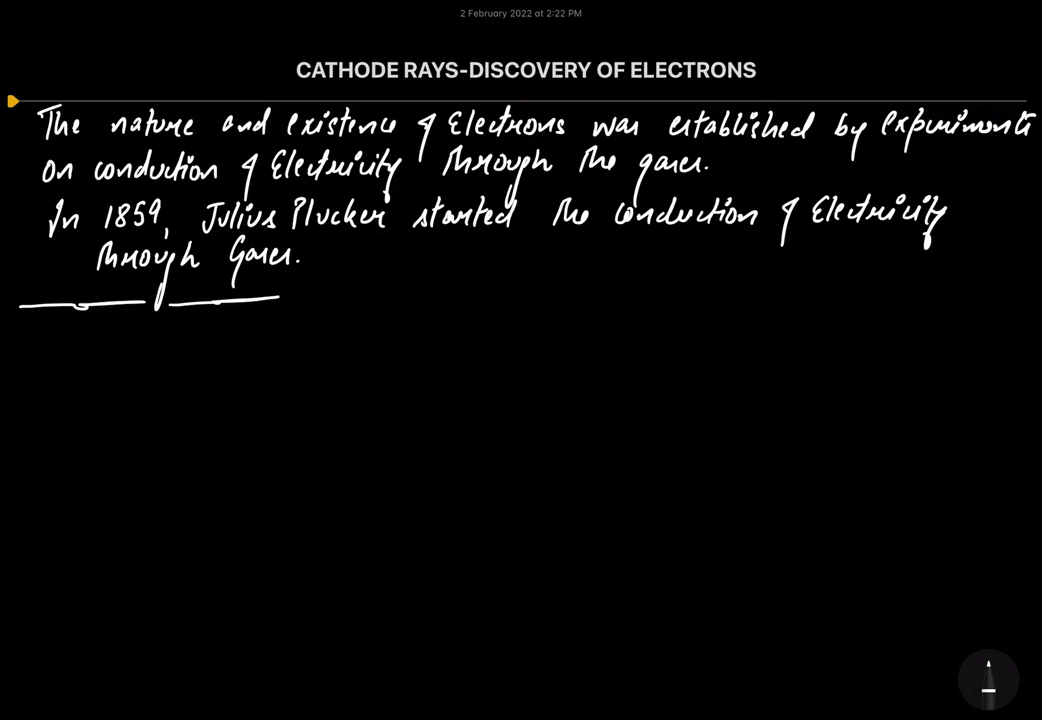 2 February 2022 at 2:22 PM
CATHODE RAYS-DISCOVERY OF ELECTRONS
The nature and existence of Electrons was established by experiments
on conduction of Electricity through the gases.
In 1859, Julius Plucker started the conduction of Electricity
through Gases.